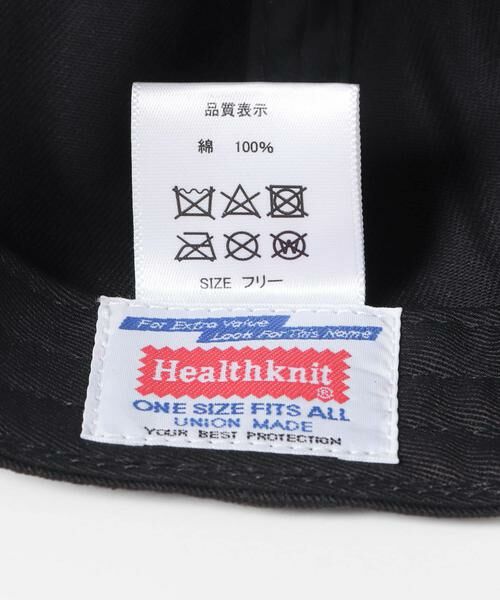 品質表示
綿 100%
W
SIZE フリー
For Extra Value
Look For This Name
Healthknit®
ONE SIZE FITS ALL
UNION MADE
YOUR BEST PROTECTION